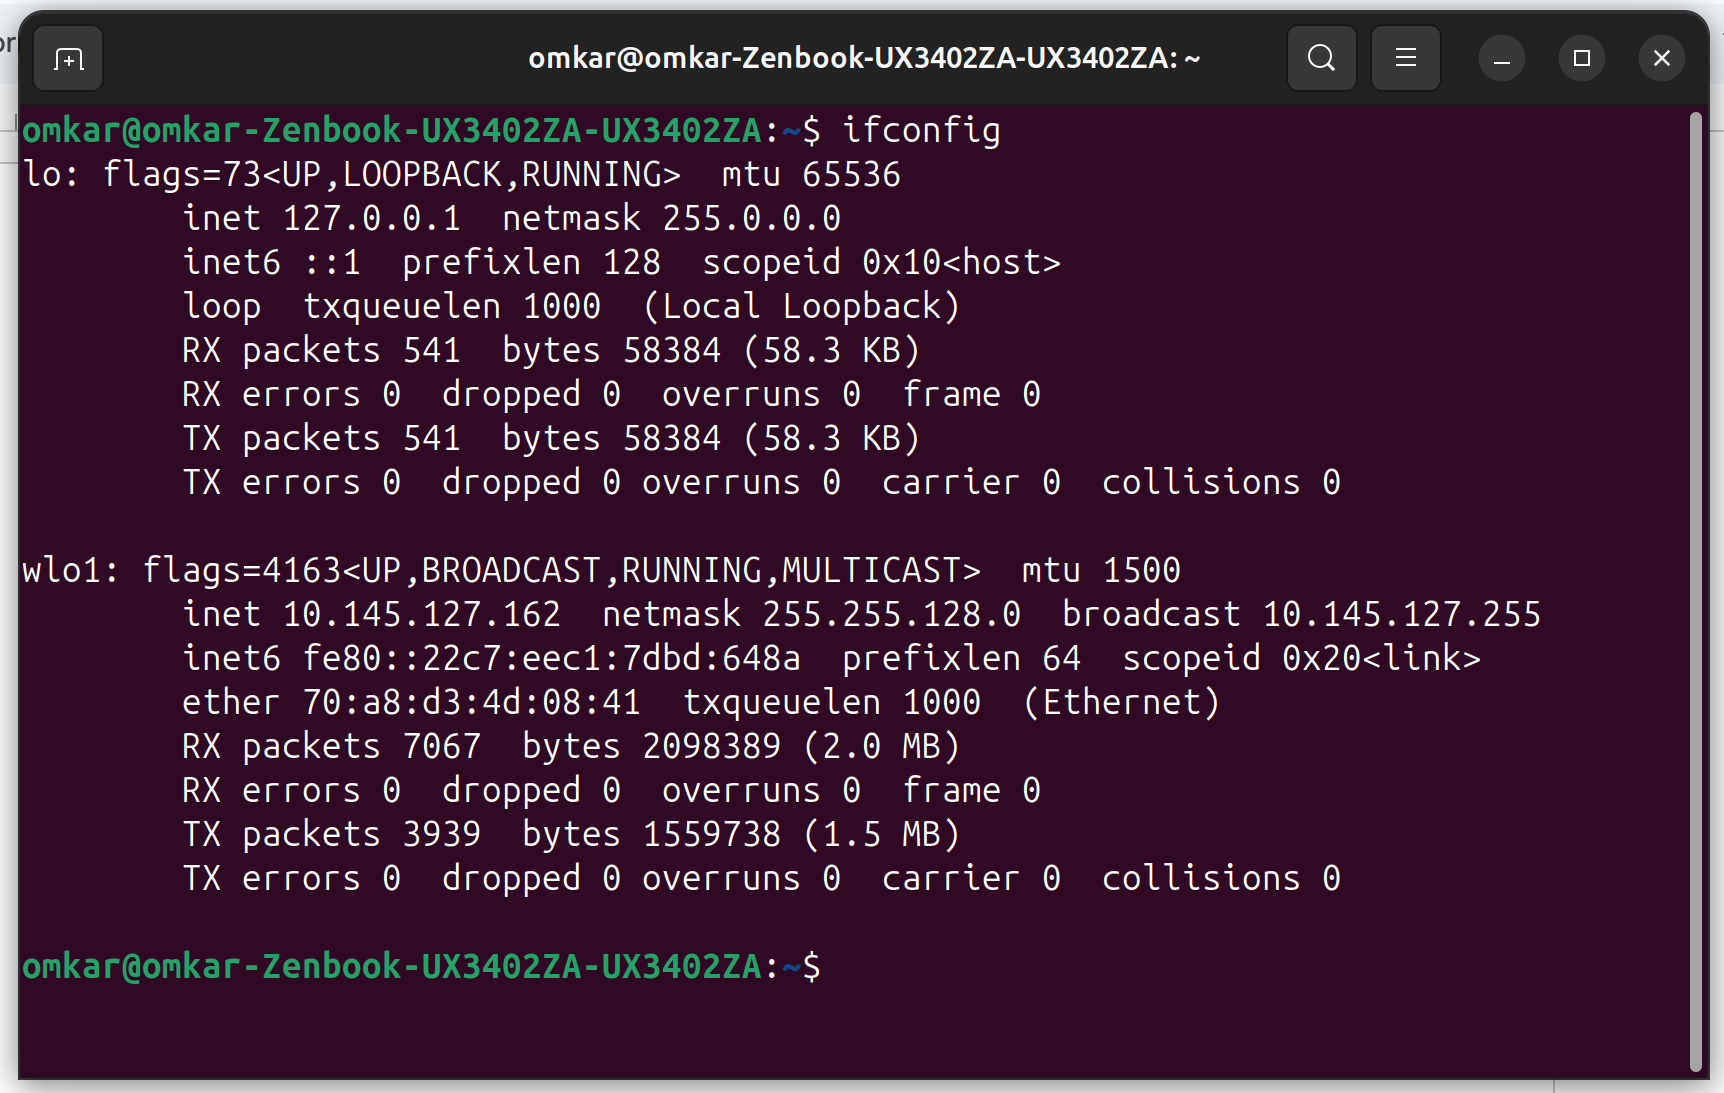 omkar@omkar-Zenbook-UX3402ZA-UX3402ZA: ~
omkar@omkar-Zenbook-UX3402ZA-UX3402ZA:~$ ifconfig
lo: flags=73<UP,LOOPBACK,RUNNING>  mtu 65536
        inet 127.0.0.1  netmask 255.0.0.0
        inet6 ::1  prefixlen 128  scopeid 0x10<host>
        loop  txqueuelen 1000  (Local Loopback)
        RX packets 541  bytes 58384 (58.3 KB)
        RX errors 0  dropped 0  overruns 0  frame 0
        TX packets 541  bytes 58384 (58.3 KB)
        TX errors 0  dropped 0 overruns 0  carrier 0  collisions 0

wlo1: flags=4163<UP,BROADCAST,RUNNING,MULTICAST>  mtu 1500
        inet 10.145.127.162  netmask 255.255.128.0  broadcast 10.145.127.255
        inet6 fe80::22c7:eec1:7dbd:648a  prefixlen 64  scopeid 0x20<link>
        ether 70:a8:d3:4d:08:41  txqueuelen 1000  (Ethernet)
        RX packets 7067  bytes 2098389 (2.0 MB)
        RX errors 0  dropped 0  overruns 0  frame 0
        TX packets 3939  bytes 1559738 (1.5 MB)
        TX errors 0  dropped 0 overruns 0  carrier 0  collisions 0

omkar@omkar-Zenbook-UX3402ZA-UX3402ZA:~$